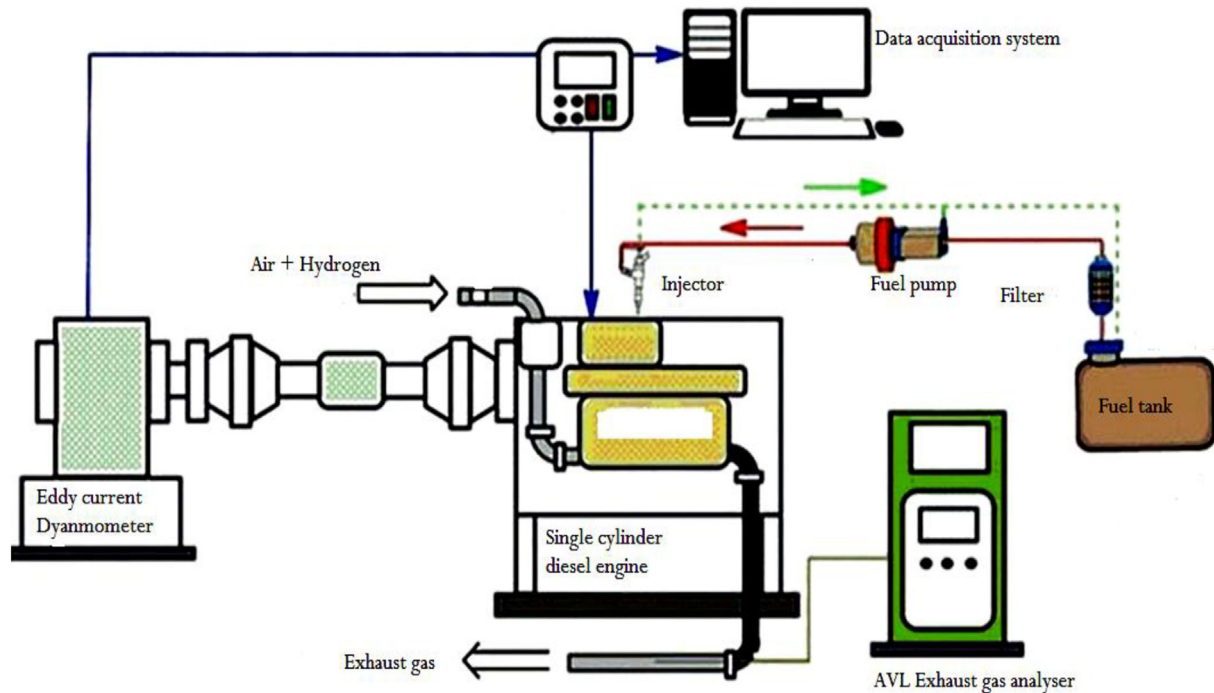 Data acquisition system
Air + Hydrogen
Injector
Fuel pump
Filter
Fuel tank
Eddy current
Dyanmometer
Single cylinder
diesel engine
Exhaust gas
AVL Exhaust gas analyser